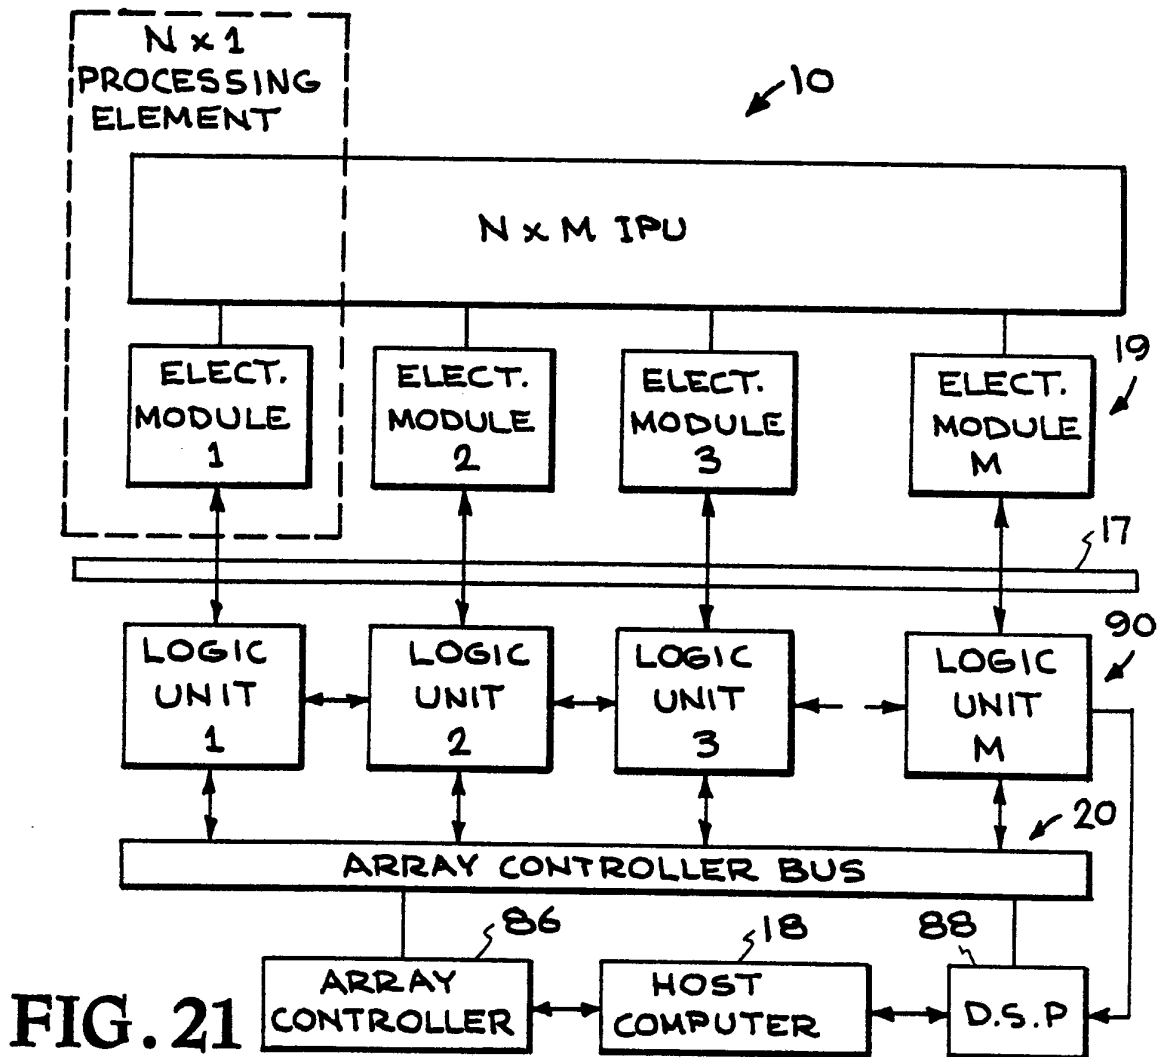 N x 1
PROCESSING
ELEMENT
10
N x M IPU
ELECT.
MODULE
1
ELECT.
MODULE
2
ELECT.
MODULE
3
ELECT.
MODULE
M
19
17
LOGIC
UNIT
1
LOGIC
UNIT
2
LOGIC
UNIT
3
LOGIC
UNIT
M
90
20
ARRAY CONTROLLER BUS
86
18
88
ARRAY
CONTROLLER
HOST
COMPUTER
D.S.P
FIG. 21